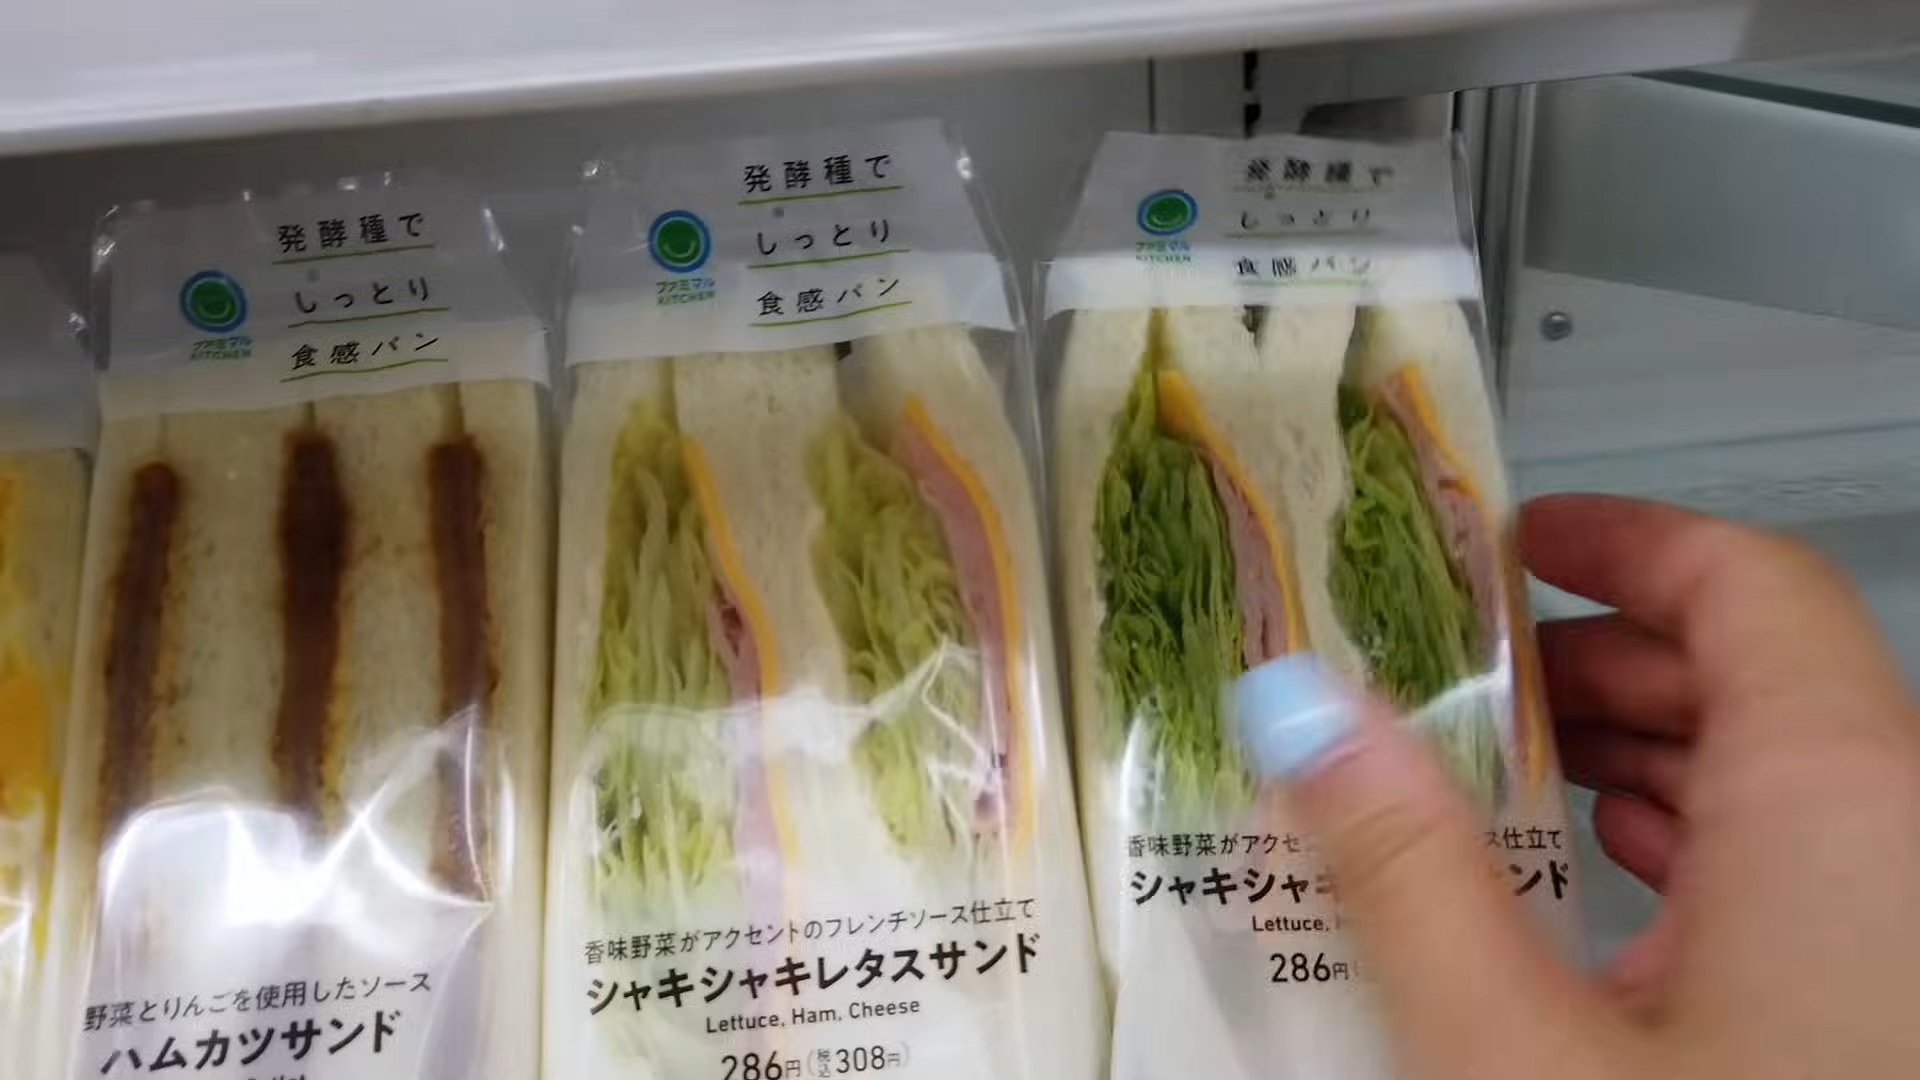 発酵種で
しっとり
食感パン
ファミマル
KITCHEN
野菜とりんごを使用したソース
ハムカツサンド
発酵種で
しっとり
食感パン
ファミマル
KITCHEN
香味野菜がアクセントのフレンチソース仕立て
シャキシャキレタスサンド
Lettuce, Ham, Cheese
286円(税込308円)
発酵種で
しっとり
食感パン
ファミマル
KITCHEN
香味野菜がアクセ ス仕立て
シャキシャキ ンド
Lettuce,
286円